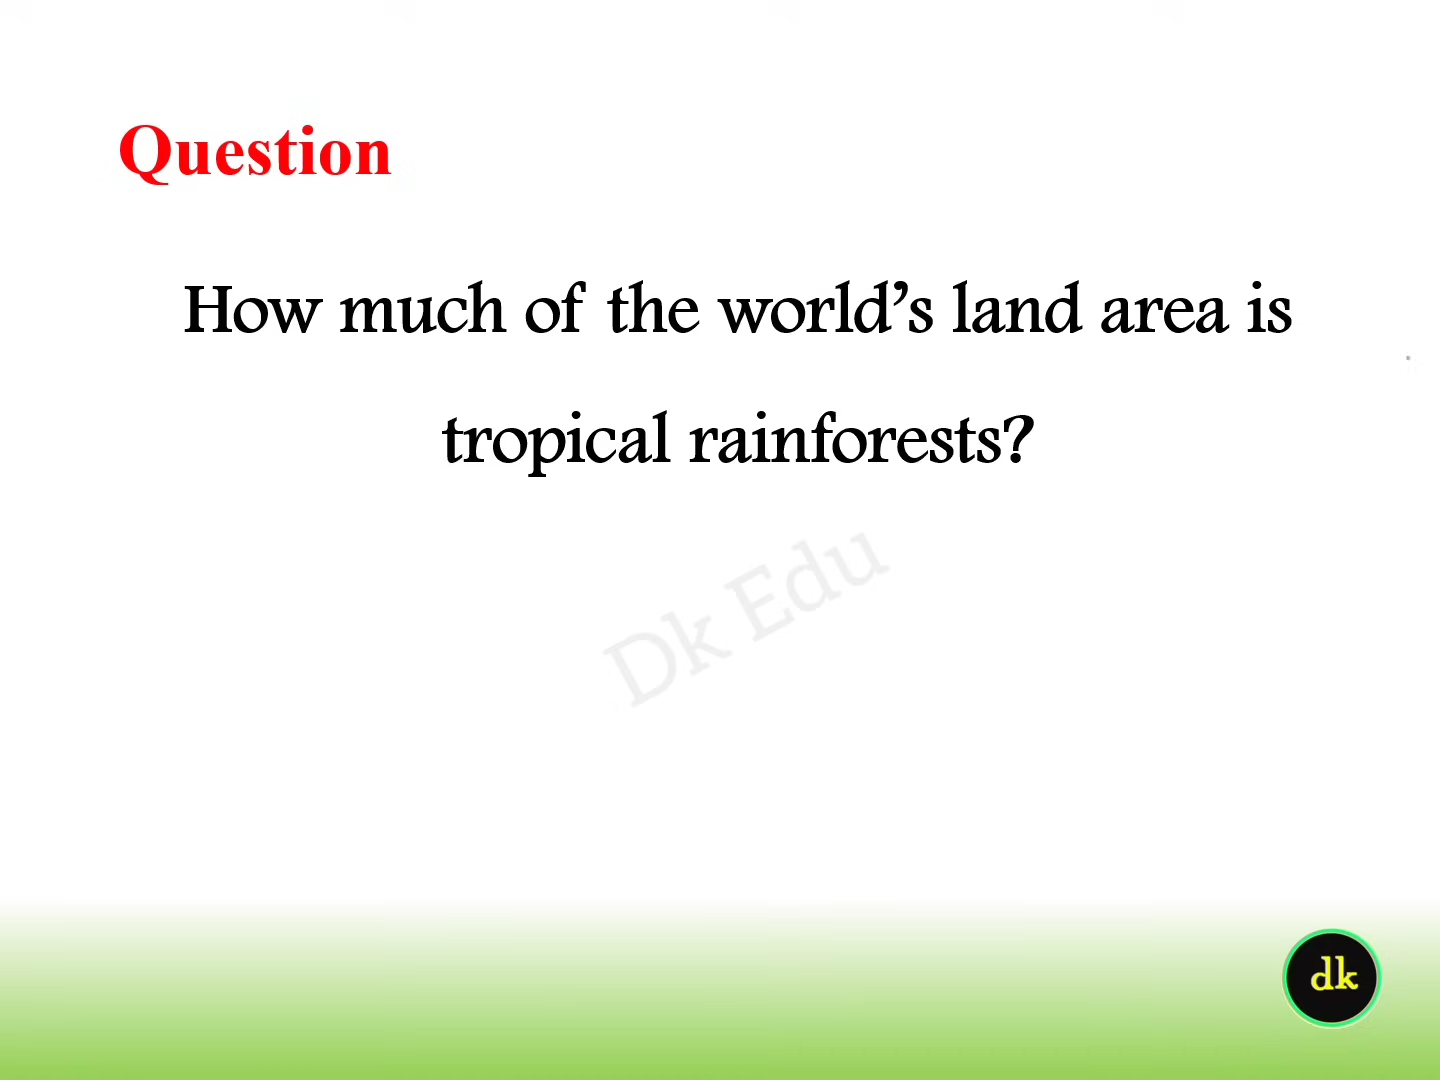 Question
How much of the world’s land area is
tropical rainforests?
Dk Edu
dk